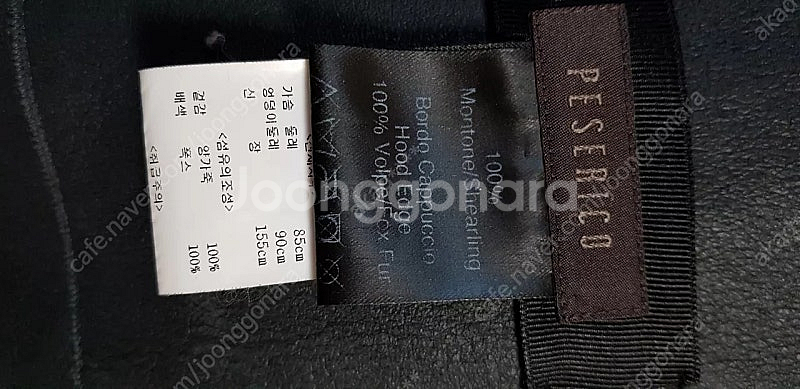 PESERICO
100%
Montone/Shearling
Bordo Cappuccio
Hood Edge
100% Volpe/Fox Fur
가슴 둘레 85cm
엉덩이둘레 90cm
신 장 155cm
<섬유의조성>
겉감 양가죽 100%
배색 폭스 100%
<취급주의>
Joonggonara
cafe.naver.com/joonggonara